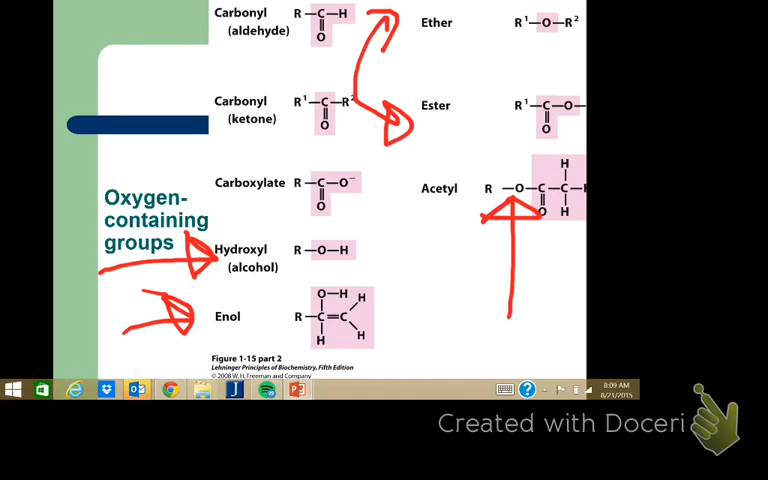 Oxygen-
containing
groups
Carbonyl
(aldehyde)
R—C—H
O
Carbonyl
(ketone)
R¹—C—R²
O
Carboxylate
R—C—O⁻
O
Hydroxyl
(alcohol)
R—O—H
Enol
O—H
H
R—C=C
H
H
Ether
R¹—O—R²
Ester
R¹—C—O—
O
Acetyl
H
R—O—C—C—H
O
H
Figure 1-15 part 2
Lehninger Principles of Biochemistry, Fifth Edition
© 2008 W. H. Freeman and Company
8:09 AM
8/21/2015
Created with Doceri